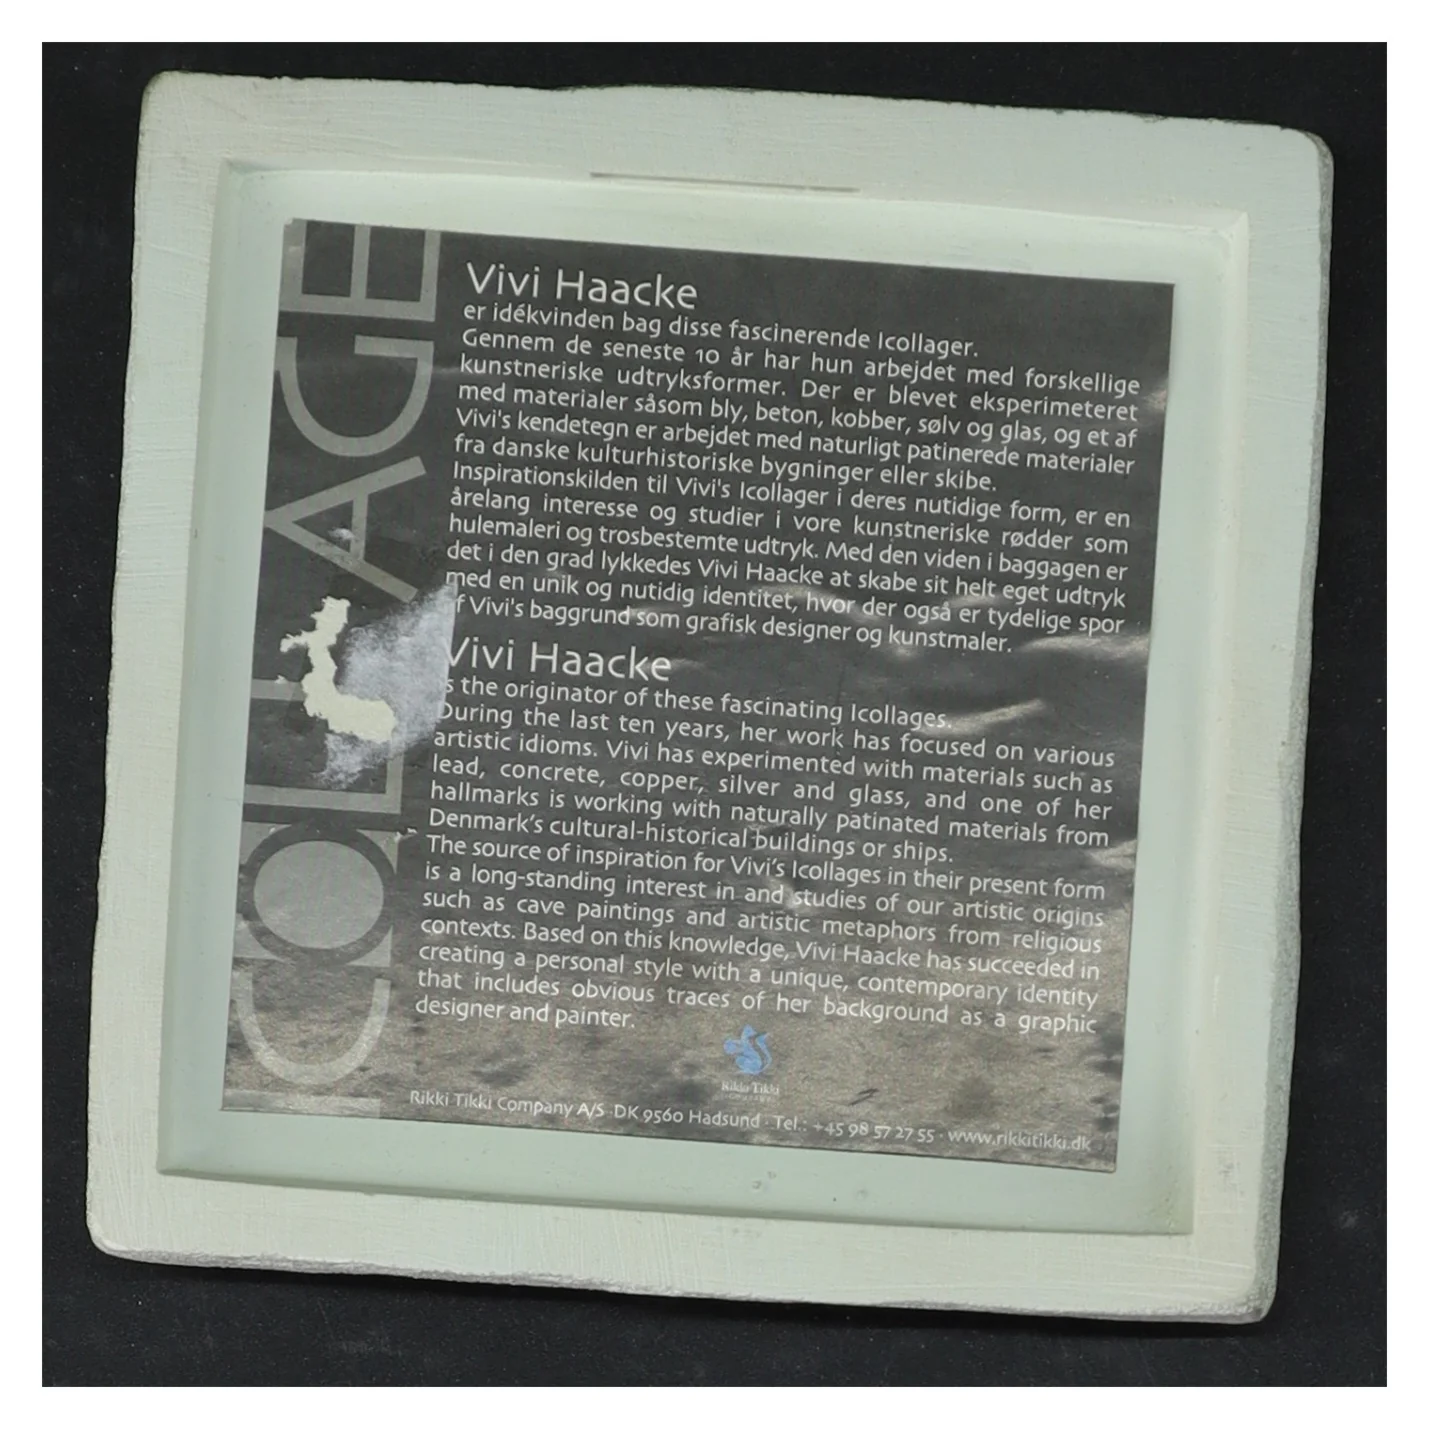 ICOLLAGE
Vivi Haacke
er idékvinden bag disse fascinerende Icollager.
Gennem de seneste 10 år har hun arbejdet med forskellige
kunstneriske udtryksformer. Der er blevet eksperimeteret
med materialer såsom bly, beton, kobber, sølv og glas, og et af
Vivi's kendetegn er arbejdet med naturligt patinerede materialer
fra danske kulturhistoriske bygninger eller skibe.
Inspirationskilden til Vivi's Icollager i deres nutidige form, er en
årelang interesse og studier i vore kunstneriske rødder som
hulemaleri og trosbestemte udtryk. Med den viden i baggagen er
det i den grad lykkedes Vivi Haacke at skabe sit helt eget udtryk
med en unik og nutidig identitet, hvor der også er tydelige spor
af Vivi's baggrund som grafisk designer og kunstmaler.
Vivi Haacke
is the originator of these fascinating Icollages.
During the last ten years, her work has focused on various
artistic idioms. Vivi has experimented with materials such as
lead, concrete, copper, silver and glass, and one of her
hallmarks is working with naturally patinated materials from
Denmark's cultural-historical buildings or ships.
The source of inspiration for Vivi's Icollages in their present form
is a long-standing interest in and studies of our artistic origins
such as cave paintings and artistic metaphors from religious
contexts. Based on this knowledge, Vivi Haacke has succeeded in
creating a personal style with a unique, contemporary identity
that includes obvious traces of her background as a graphic
designer and painter.
Rikki Tikki
COMPANY
Rikki Tikki Company A/S · DK 9560 Hadsund · Tel.: +45 98 57 27 55 · www.rikkitikki.dk